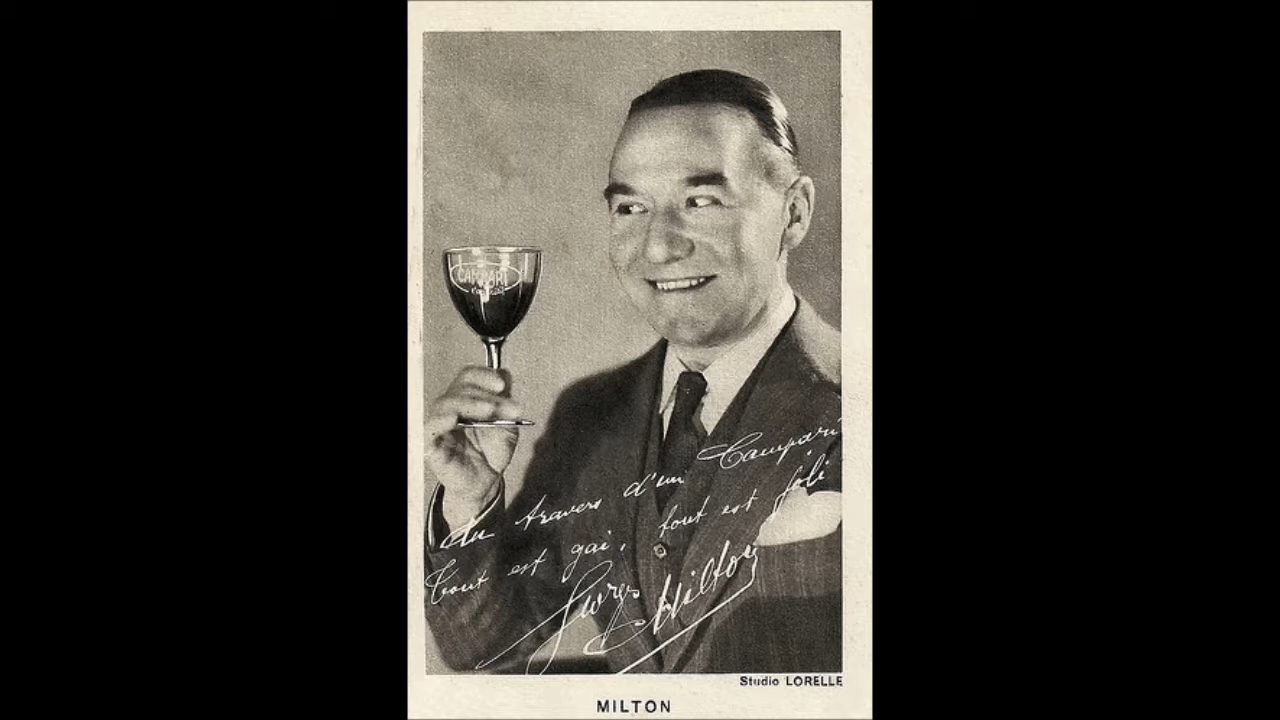 CAMPARI
Au travers d'un Campari
Tout est gai, tout est joli
Georges Milton
Studio LORELLE
MILTON